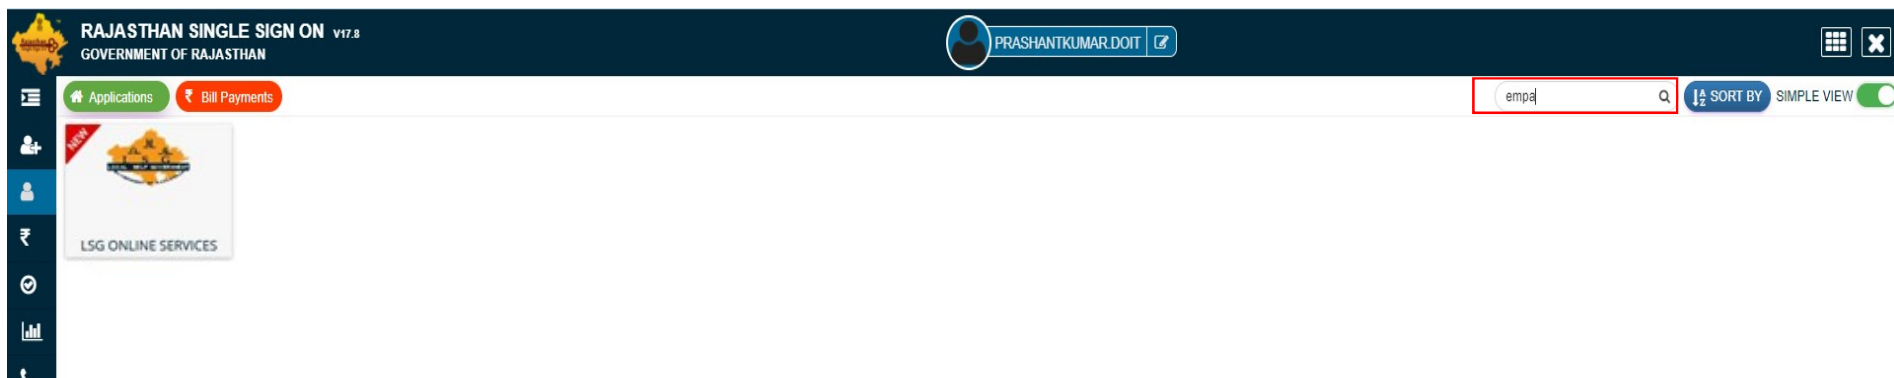 RAJASTHAN SINGLE SIGN ON V17.8
GOVERNMENT OF RAJASTHAN
PRASHANTKUMAR.DOIT
Applications
₹ Bill Payments
empa
SORT BY
SIMPLE VIEW
NEW
LSG ONLINE SERVICES